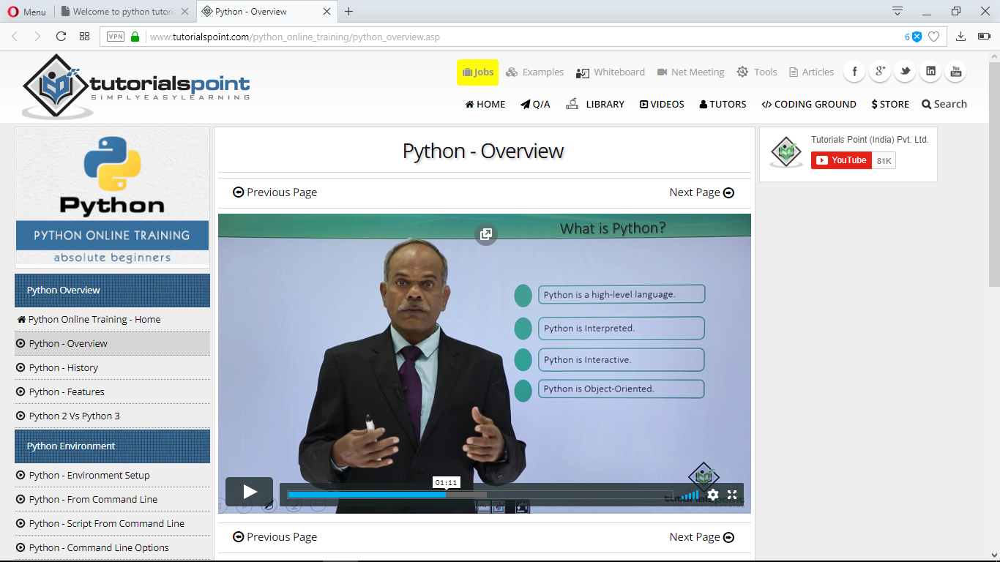 Menu
Welcome to python tutori
Python - Overview
VPN
www.tutorialspoint.com/python_online_training/python_overview.asp
6
tutorialspoint
SIMPLYEASYLEARNING
Jobs
Examples
Whiteboard
Net Meeting
Tools
Articles
f
g+
in
You
Tube
HOME
Q/A
LIBRARY
VIDEOS
TUTORS
</> CODING GROUND
$ STORE
Search
Python
PYTHON ONLINE TRAINING
absolute beginners
Python Overview
Python Online Training - Home
Python - Overview
Python - History
Python - Features
Python 2 Vs Python 3
Python Environment
Python - Environment Setup
Python - From Command Line
Python - Script From Command Line
Python - Command Line Options
Python - Overview
Previous Page
Next Page
What is Python?
Python is a high-level language.
Python is Interpreted.
Python is Interactive.
Python is Object-Oriented.
01:11
tutorialspoint
Previous Page
Next Page
Tutorials Point (India) Pvt. Ltd.
YouTube
81K